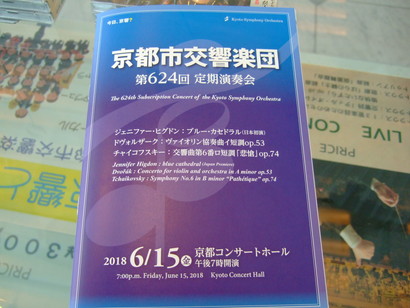 今日、京響?
Kyoto Symphony Orchestra
京都市交響楽団
第624回 定期演奏会
The 624th Subscription Concert of the Kyoto Symphony Orchestra
ジェニファー・ヒグドン：ブルー・カセドラル(日本初演)
ドヴォルザーク：ヴァイオリン協奏曲イ短調op.53
チャイコフスキー：交響曲第6番ロ短調「悲愴」op.74
Jennifer Higdon : blue cathedral (Japan Premiere)
Dvořák : Concerto for violin and orchestra in A minor op.53
Tchaikovsky : Symphony No.6 in B minor "Pathétique" op.74
2018 6/15金 京都コンサートホール
午後7時開演
7:00p.m. Friday, June 15, 2018 Kyoto Concert Hall
LIVE
CON
PRICE
PRICE
¥300